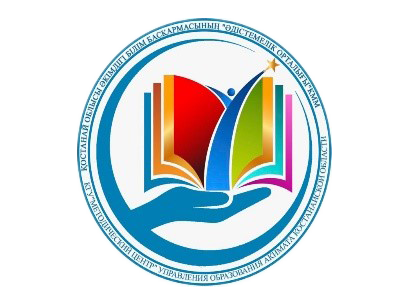 ҚОСТАНАЙ ОБЛЫСЫ ӘКІМДІГІ БІЛІМ БАСҚАРМАСЫНЫҢ "ӘДІСТЕМЕЛІК ОРТАЛЫҒЫ" КММ
КГУ "МЕТОДИЧЕСКИЙ ЦЕНТР" УПРАВЛЕНИЯ ОБРАЗОВАНИЯ АКИМАТА КОСТАНАЙСКОЙ ОБЛАСТИ